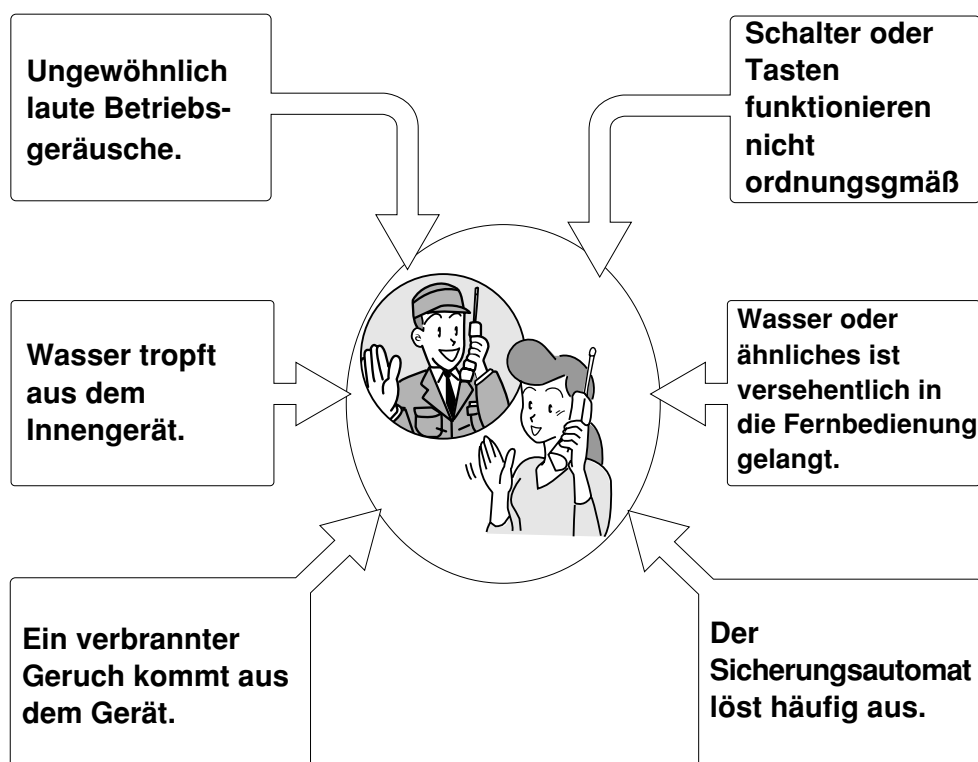 Ungewöhnlich
laute Betriebs-
geräusche.
Schalter oder
Tasten
funktionieren
nicht
ordnungsgmäß
Wasser tropft
aus dem
Innengerät.
Wasser oder
ähnliches ist
versehentlich in
die Fernbedienung
gelangt.
Ein verbrannter
Geruch kommt aus
dem Gerät.
Der
Sicherungsautomat
löst häufig aus.